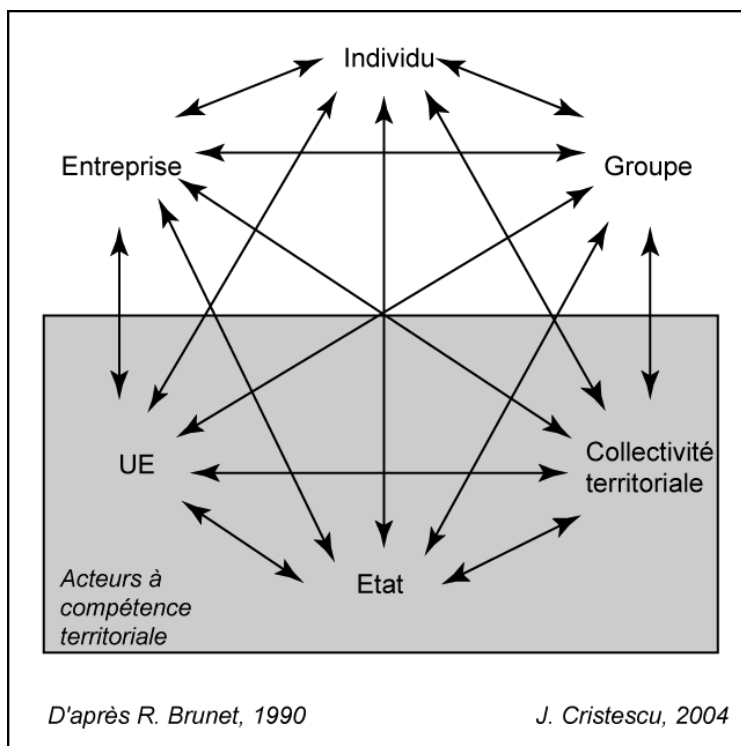 Individu
Entreprise
Groupe
UE
Collectivité
territoriale
Etat
Acteurs à
compétence
territoriale
D'après R. Brunet, 1990
J. Cristescu, 2004